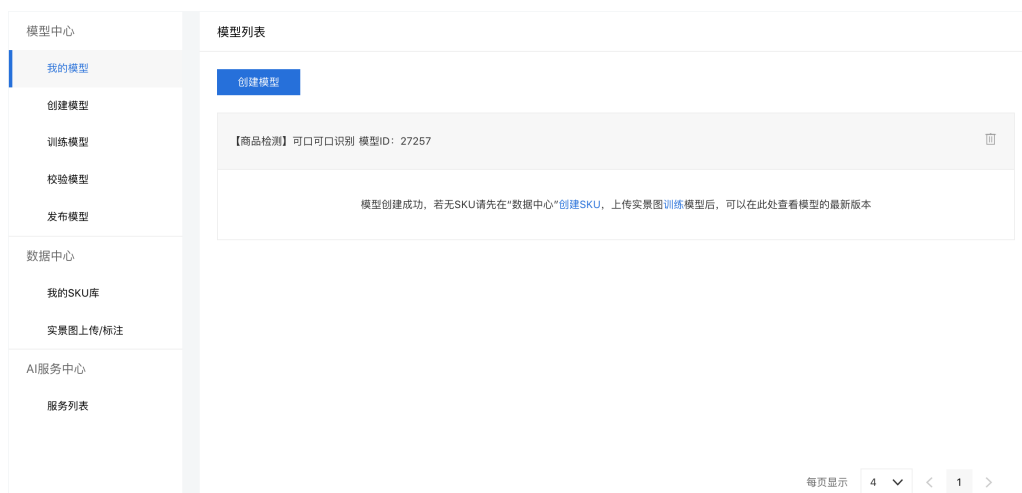 模型中心
我的模型
创建模型
训练模型
校验模型
发布模型
数据中心
我的SKU库
实景图上传/标注
AI服务中心
服务列表
模型列表
创建模型
【商品检测】可口可口识别 模型ID：27257
模型创建成功，若无SKU请先在“数据中心”创建SKU，上传实景图训练模型后，可以在此处查看模型的最新版本
每页显示 4 1